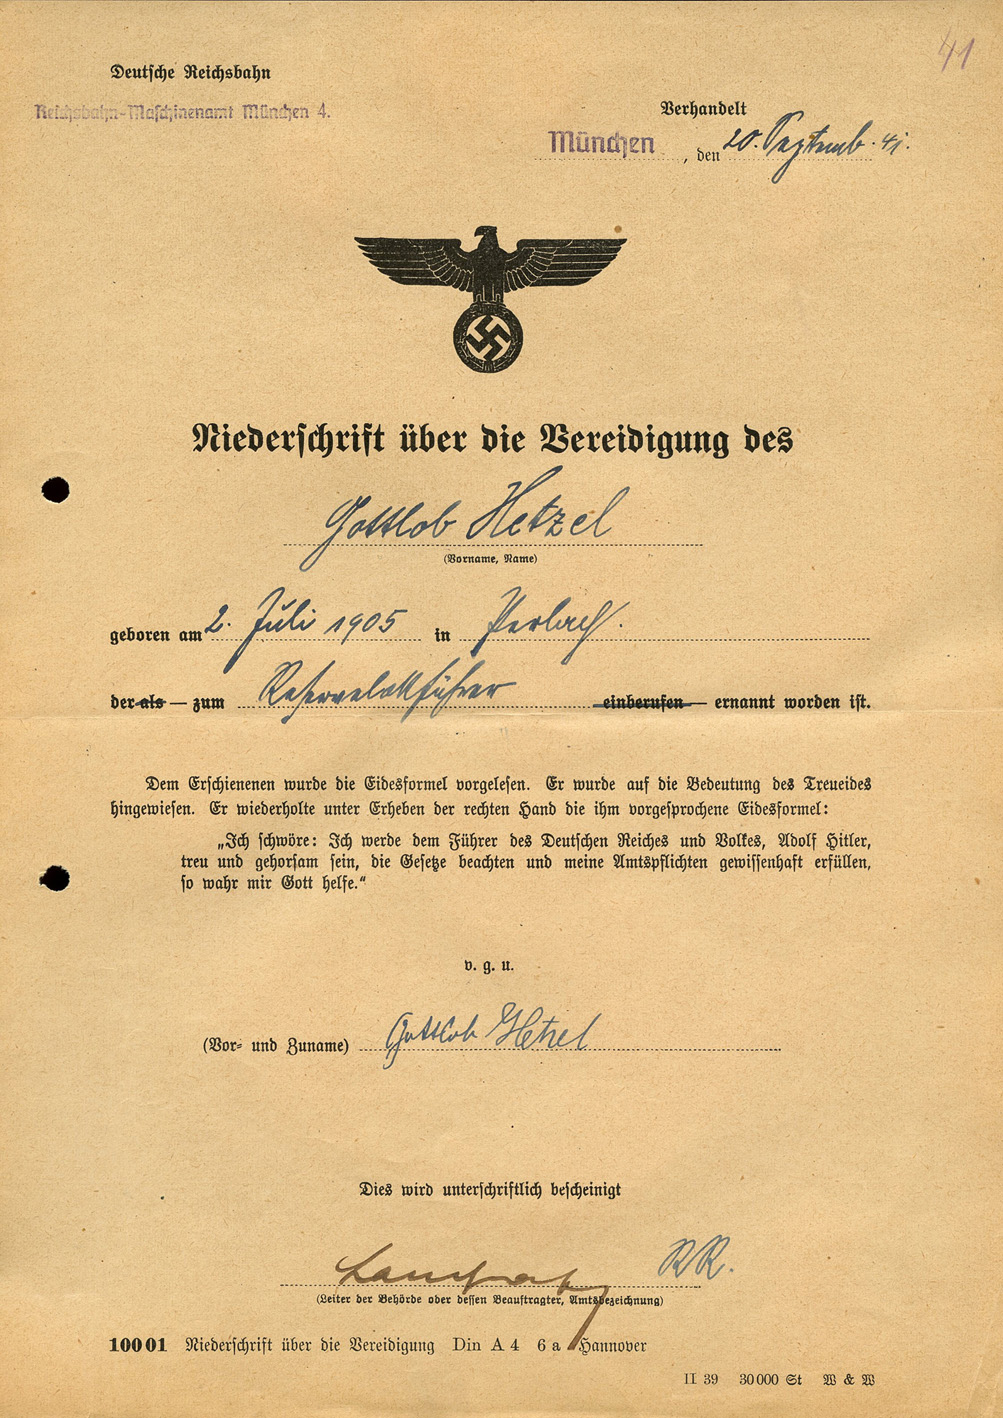 41
Deutsche Reichsbahn
Reichsbahn-Maschinenamt München 4.
Verhandelt
München, den 20. Septemb. 41.
Niederschrift über die Vereidigung des
Gottlob Hetzel
(Vorname, Name)
geboren am 2. Juli 1905 in Perlach.
der als — zum Reservelokführer einberufen — ernannt worden ist.
Dem Erschienenen wurde die Eidesformel vorgelesen. Er wurde auf die Bedeutung des Treueides
hingewiesen. Er wiederholte unter Erheben der rechten Hand die ihm vorgesprochene Eidesformel:
„Ich schwöre: Ich werde dem Führer des Deutschen Reiches und Volkes, Adolf Hitler,
treu und gehorsam sein, die Gesetze beachten und meine Amtspflichten gewissenhaft erfüllen,
so wahr mir Gott helfe.“
v. g. u.
(Vor- und Zuname) Gottlob Hetzel
Dies wird unterschriftlich bescheinigt
RR.
(Leiter der Behörde oder dessen Beauftragter, Amtsbezeichnung)
10001 Niederschrift über die Vereidigung Din A 4 6 a Hannover
II 39 30000 St W & W